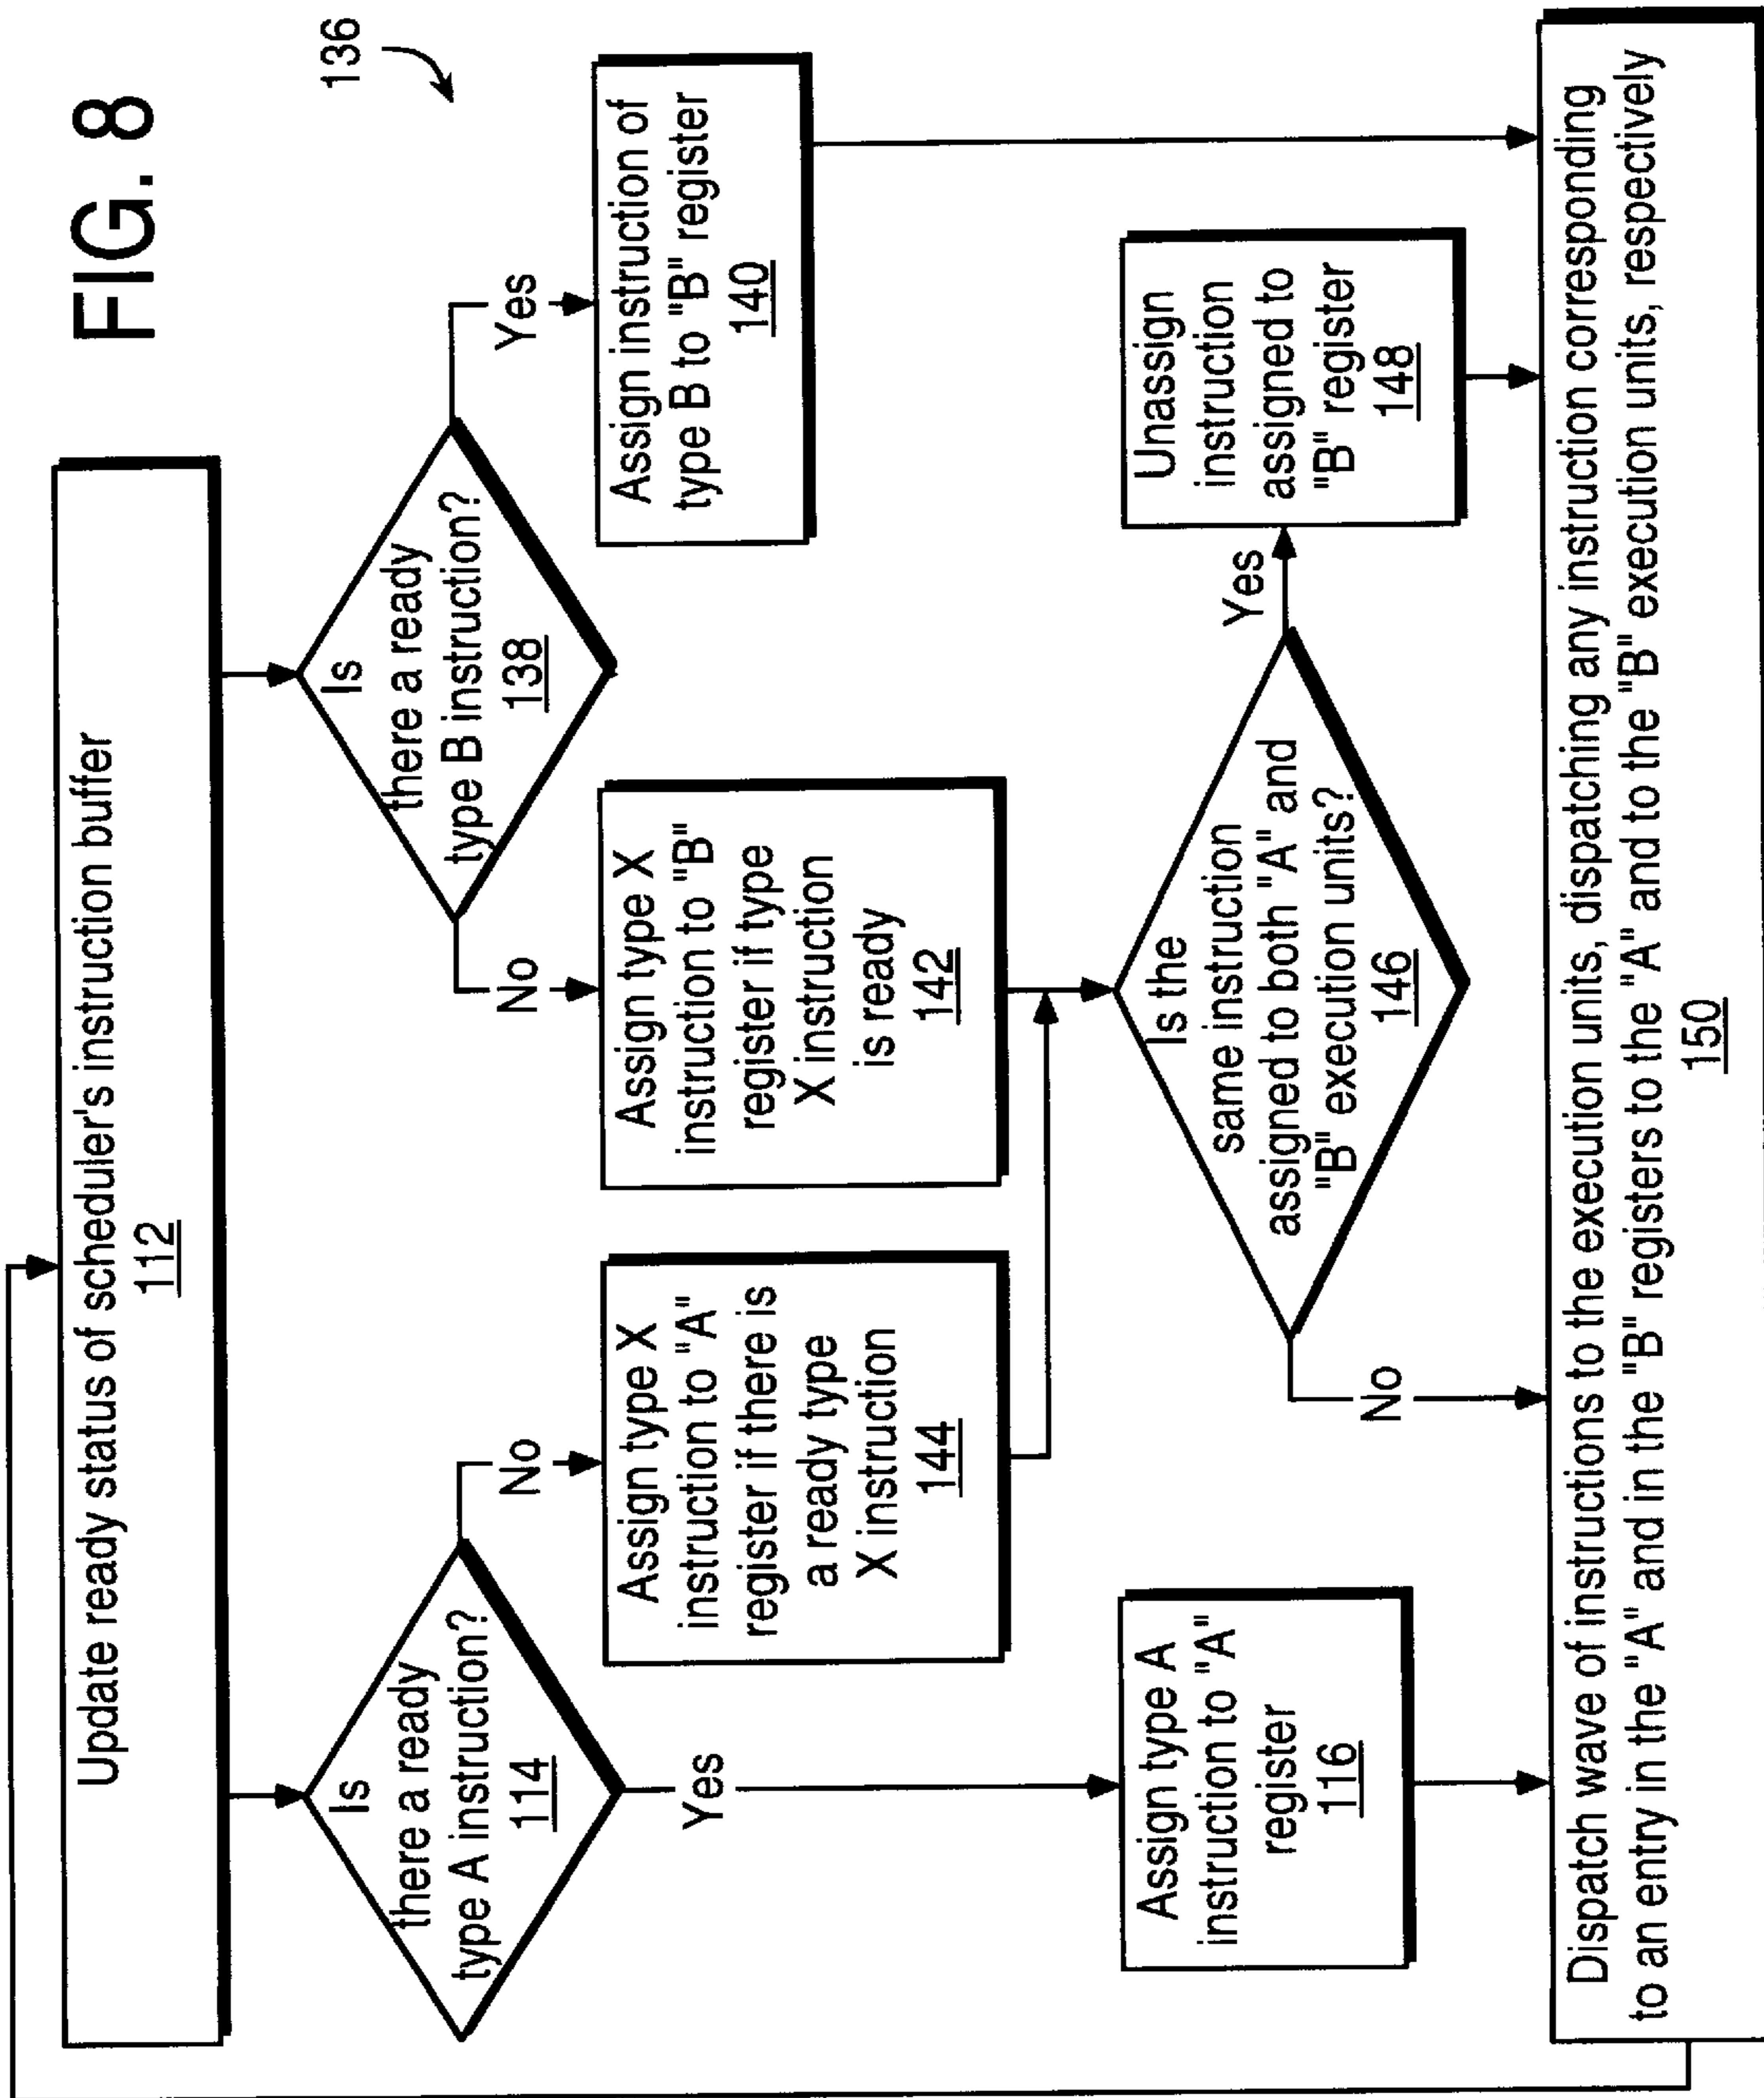 FIG. 8
136
Update ready status of scheduler's instruction buffer
112
Is
there a ready
type A instruction?
114
Yes
No
Is
there a ready
type B instruction?
138
No
Yes
Assign type X
instruction to "A"
register if there is
a ready type
X instruction
144
Assign type X
instruction to "B"
register if type
X instruction
is ready
142
Assign instruction of
type B to "B" register
140
Assign type A
instruction to "A"
register
116
Is the
same instruction
assigned to both "A" and
"B" execution units?
146
No
Yes
Unassign
instruction
assigned to
"B" register
148
Dispatch wave of instructions to the execution units, dispatching any instruction corresponding
to an entry in the "A" and in the "B" registers to the "A" and to the "B" execution units, respectively
150